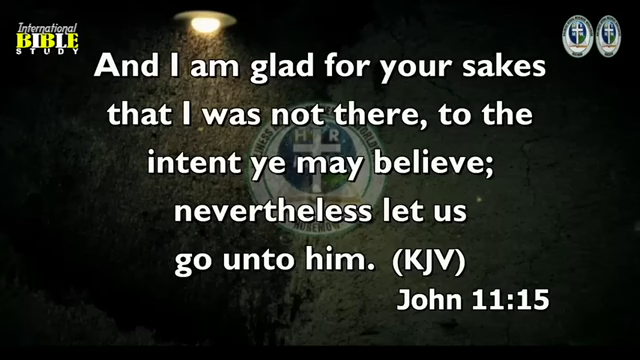 International
BIBLE
STUDY
And I am glad for your sakes
that I was not there, to the
intent ye may believe;
nevertheless let us
go unto him. (KJV)
John 11:15
H R